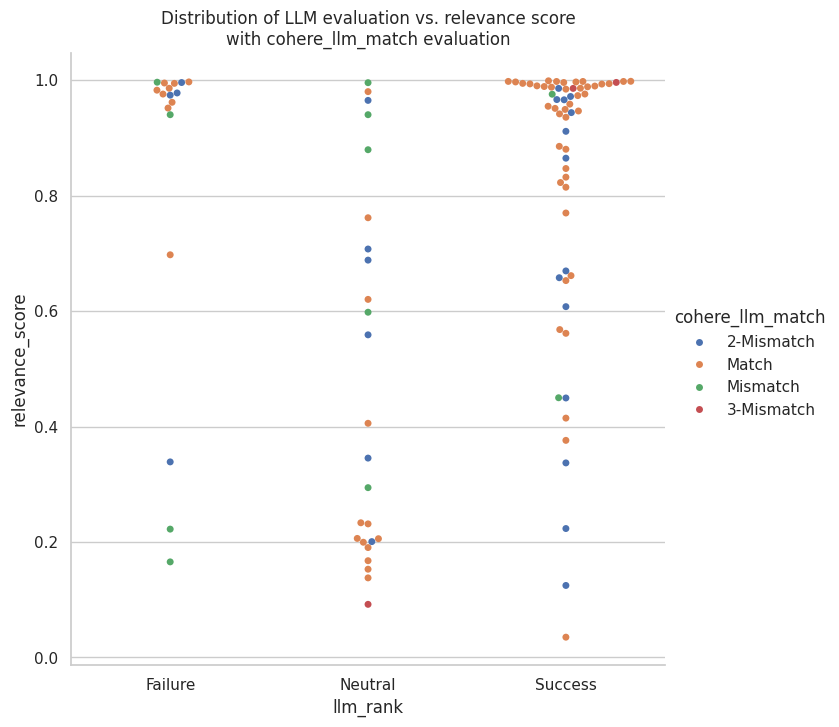 Distribution of LLM evaluation vs. relevance score
with cohere_llm_match evaluation
relevance_score
1.0
0.8
0.6
0.4
0.2
0.0
Failure
Neutral
Success
llm_rank
cohere_llm_match
2-Mismatch
Match
Mismatch
3-Mismatch